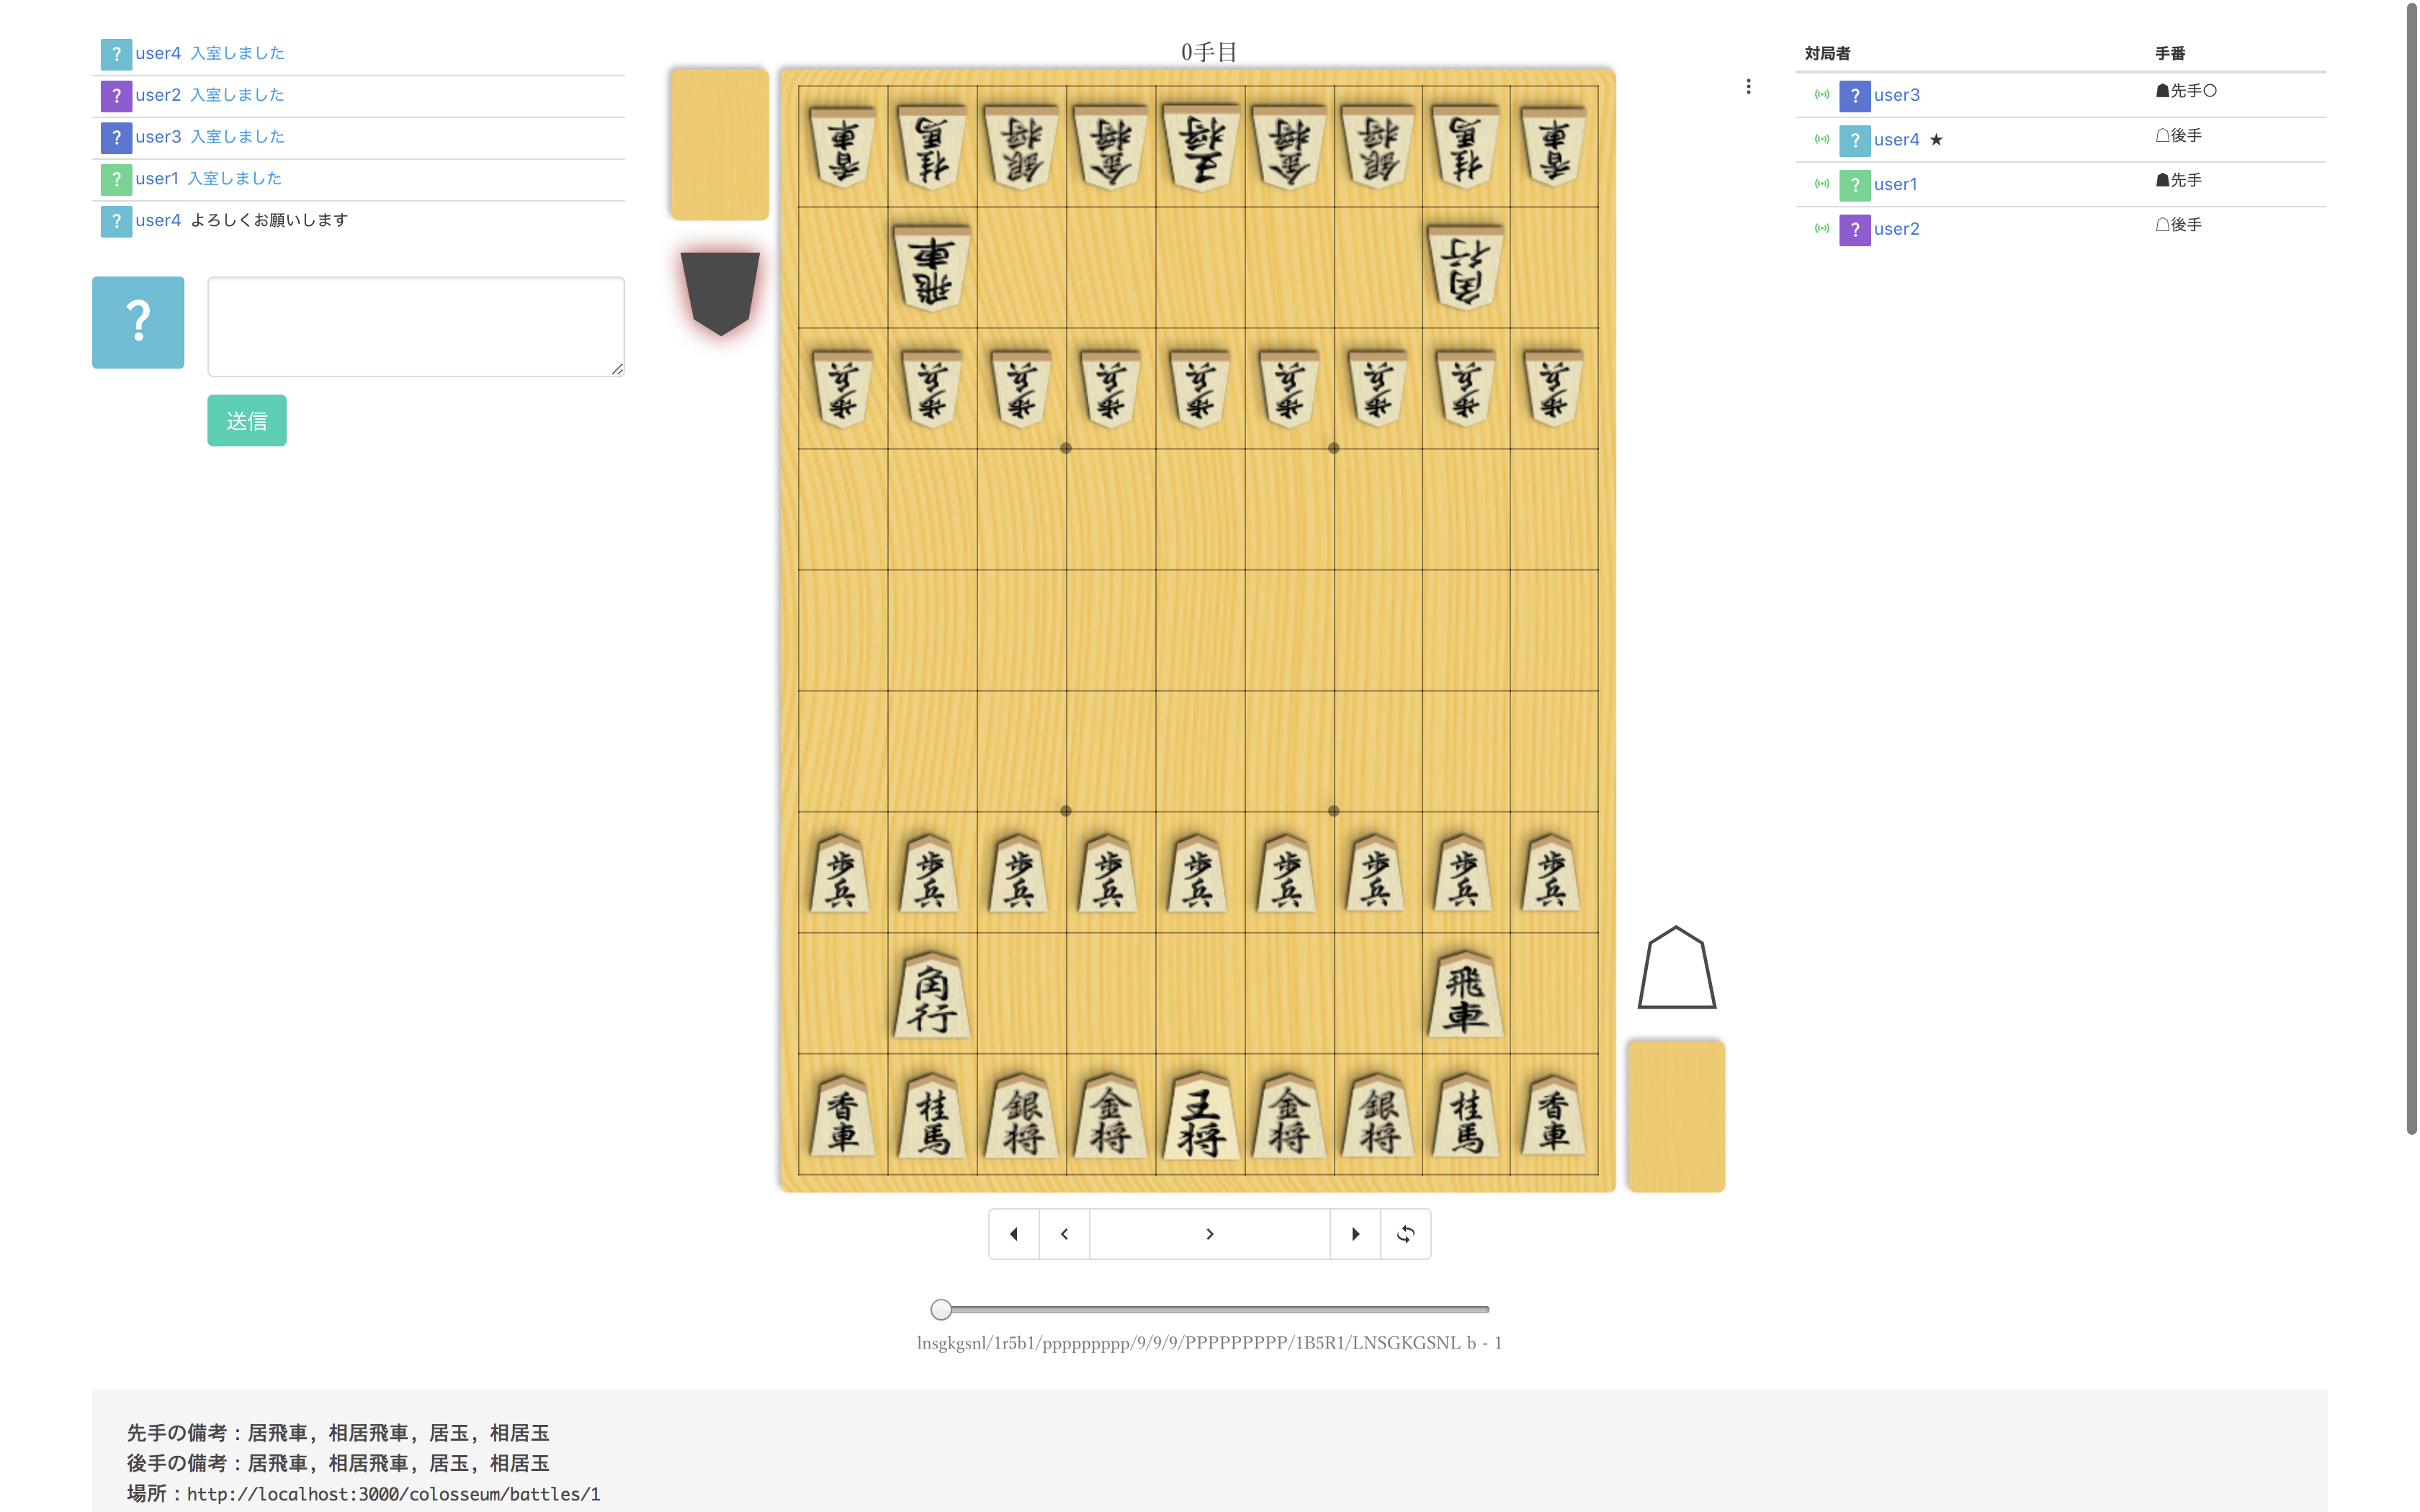 ? user4 入室しました
? user2 入室しました
? user3 入室しました
? user1 入室しました
? user4 よろしくお願いします
?
送信
0手目
香車 桂馬 銀将 金将 王将 金将 銀将 桂馬 香車
飛車 角行
歩兵 歩兵 歩兵 歩兵 歩兵 歩兵 歩兵 歩兵 歩兵
歩兵 歩兵 歩兵 歩兵 歩兵 歩兵 歩兵 歩兵 歩兵
角行 飛車
香車 桂馬 銀将 金将 王将 金将 銀将 桂馬 香車
lnsgkgsnl/1r5b1/ppppppppp/9/9/9/PPPPPPPPP/1B5R1/LNSGKGSNL b - 1
対局者 手番
? user3 ☗先手○
? user4 ★ ☖後手
? user1 ☗先手
? user2 ☖後手
先手の備考：居飛車, 相居飛車, 居玉, 相居玉
後手の備考：居飛車, 相居飛車, 居玉, 相居玉
場所：http://localhost:3000/colosseum/battles/1